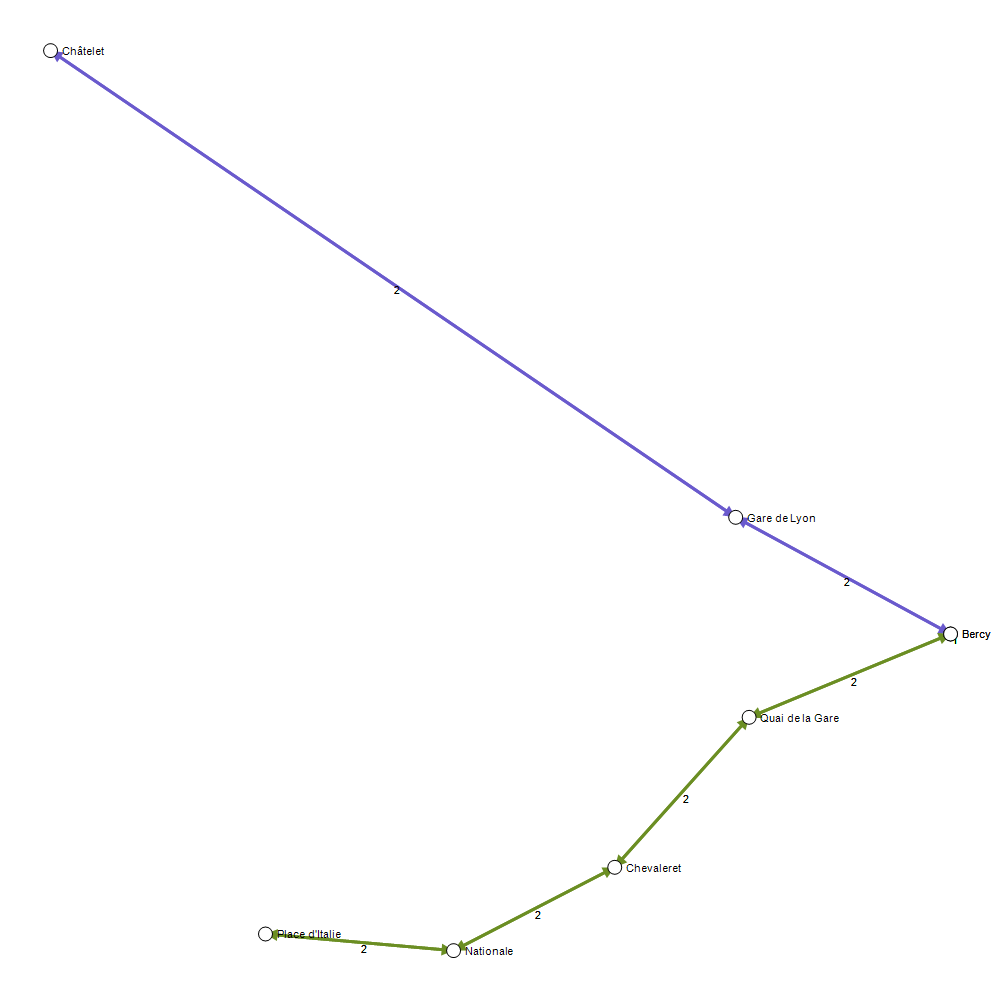 Châtelet
2
Gare de Lyon
2
Bercy
1
2
Quai de la Gare
2
Chevaleret
2
Place d'Italie
2
Nationale